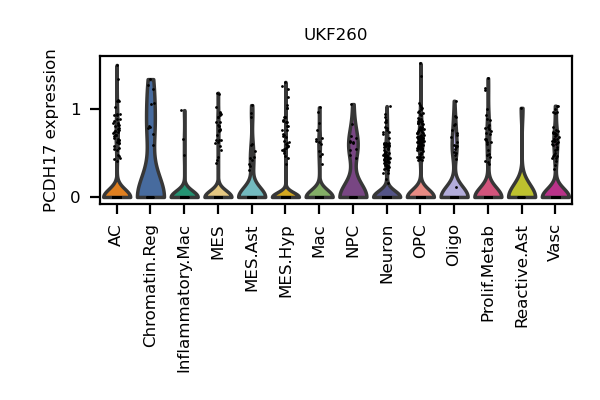 UKF260
PCDH17 expression
1
0
AC
Chromatin.Reg
Inflammatory.Mac
MES
MES.Ast
MES.Hyp
Mac
NPC
Neuron
OPC
Oligo
Prolif.Metab
Reactive.Ast
Vasc